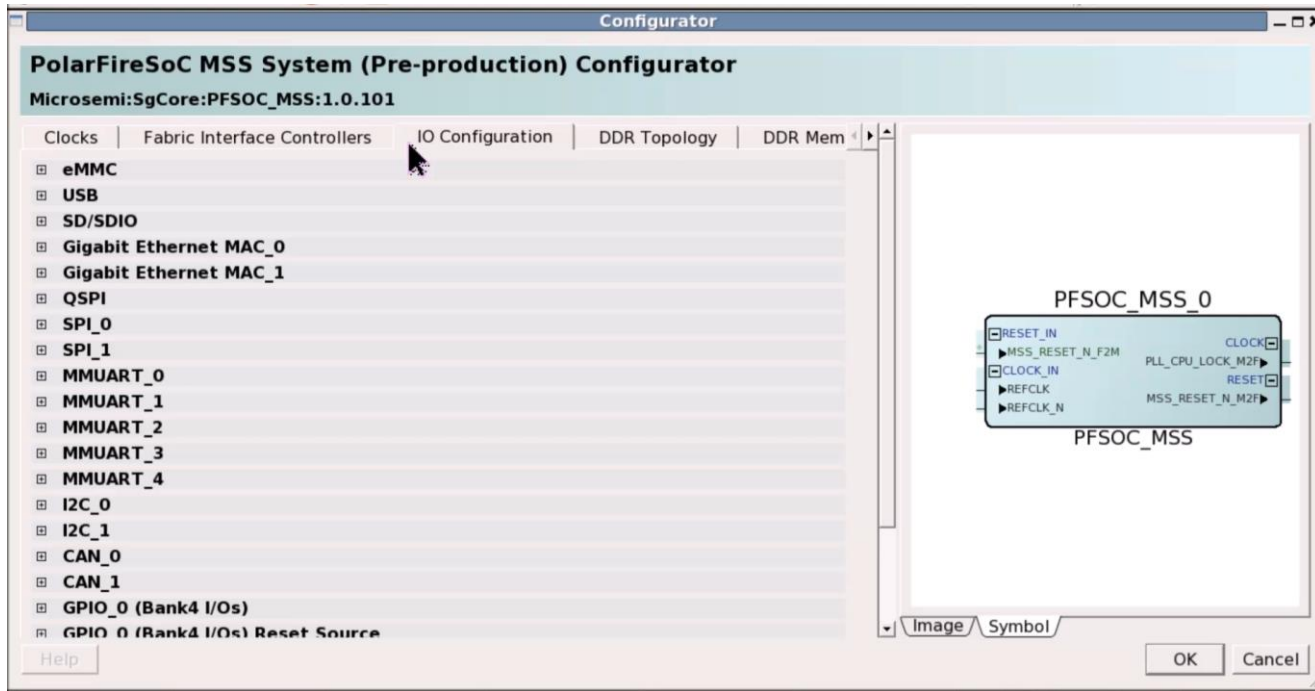 Configurator
PolarFireSoC MSS System (Pre-production) Configurator
Microsemi:SgCore:PFSOC_MSS:1.0.101
Clocks
Fabric Interface Controllers
IO Configuration
DDR Topology
DDR Mem
eMMC
USB
SD/SDIO
Gigabit Ethernet MAC_0
Gigabit Ethernet MAC_1
QSPI
SPI_0
SPI_1
MMUART_0
MMUART_1
MMUART_2
MMUART_3
MMUART_4
I2C_0
I2C_1
CAN_0
CAN_1
GPIO_0 (Bank4 I/Os)
GPIO_0 (Bank4 I/Os) Reset Source
PFSOC_MSS_0
RESET_IN
MSS_RESET_N_F2M
CLOCK_IN
REFCLK
REFCLK_N
CLOCK
PLL_CPU_LOCK_M2F
RESET
MSS_RESET_N_M2F
PFSOC_MSS
Image
Symbol
Help
OK
Cancel